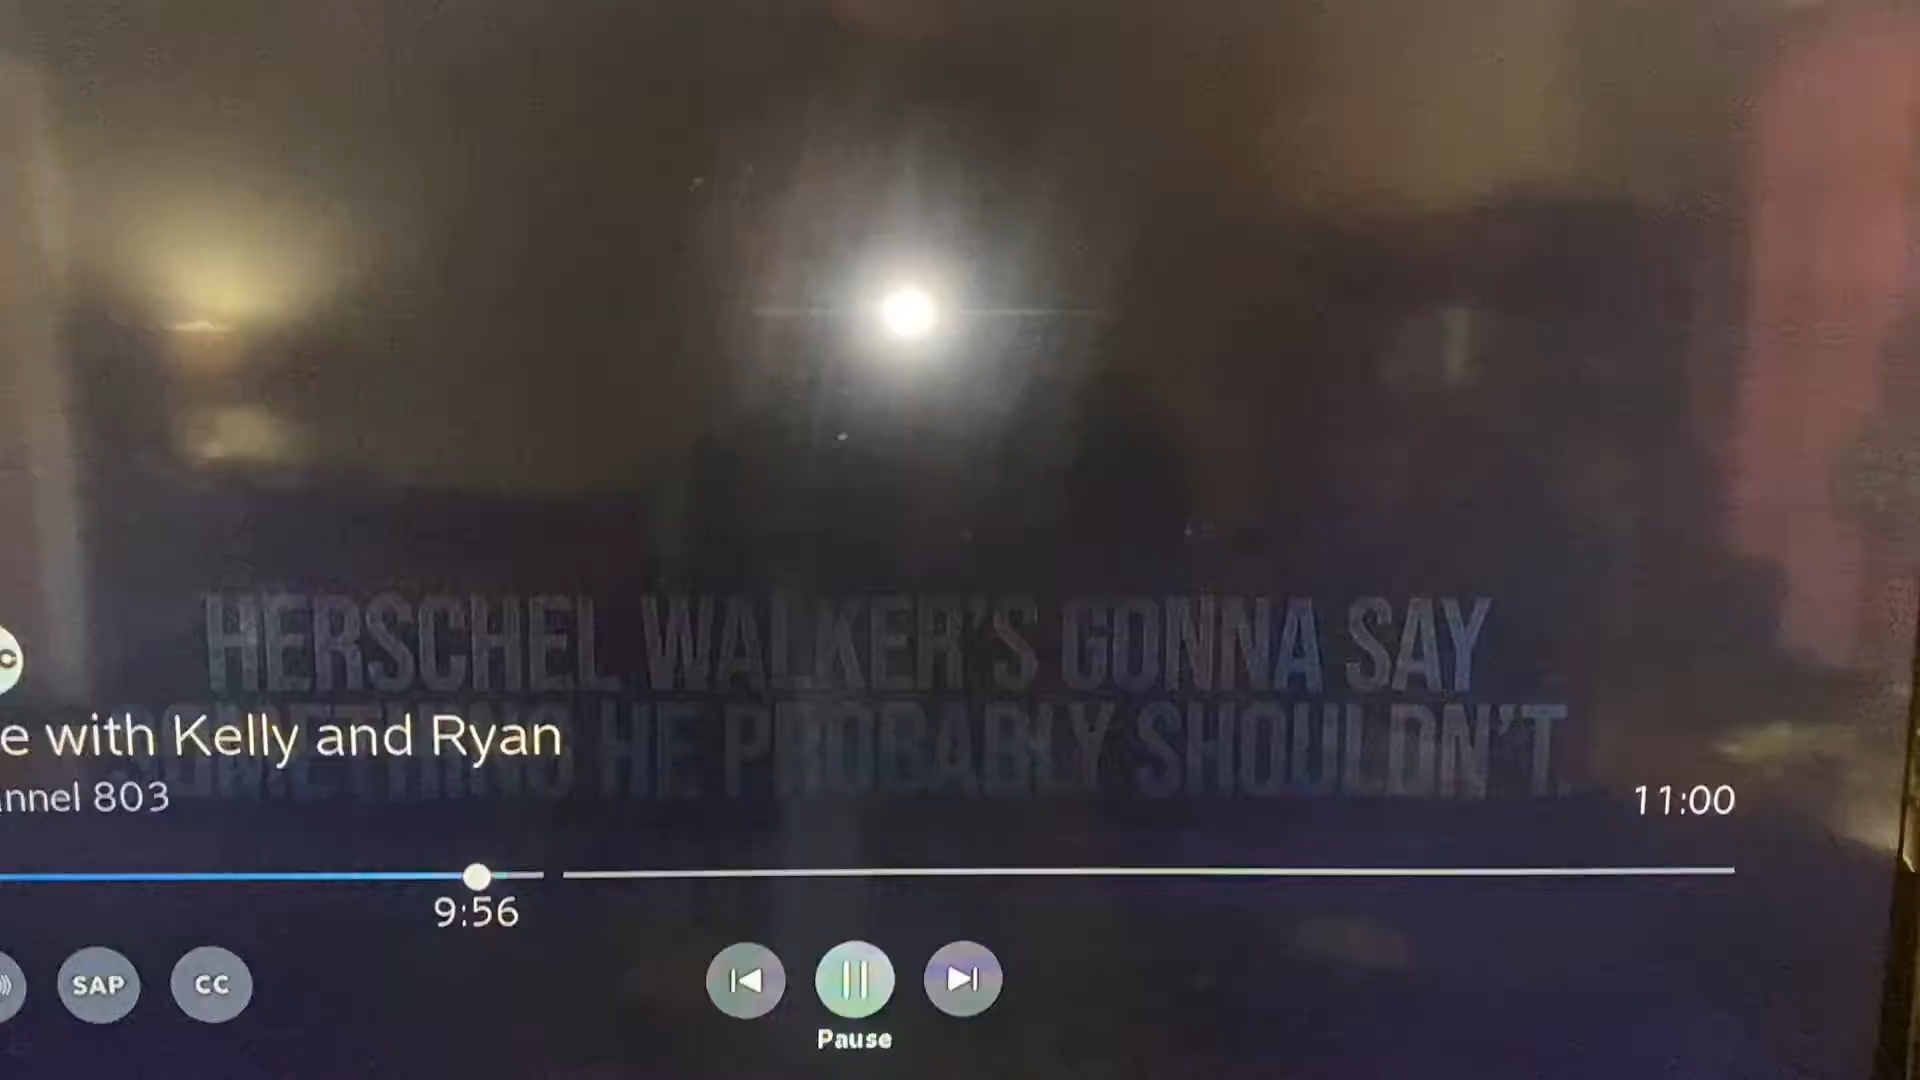 HERSCHEL WALKER'S GONNA SAY
SOMETHING HE PROBABLY SHOULDN'T.
e with Kelly and Ryan
nnel 803
11:00
9:56
SAP
CC
Pause